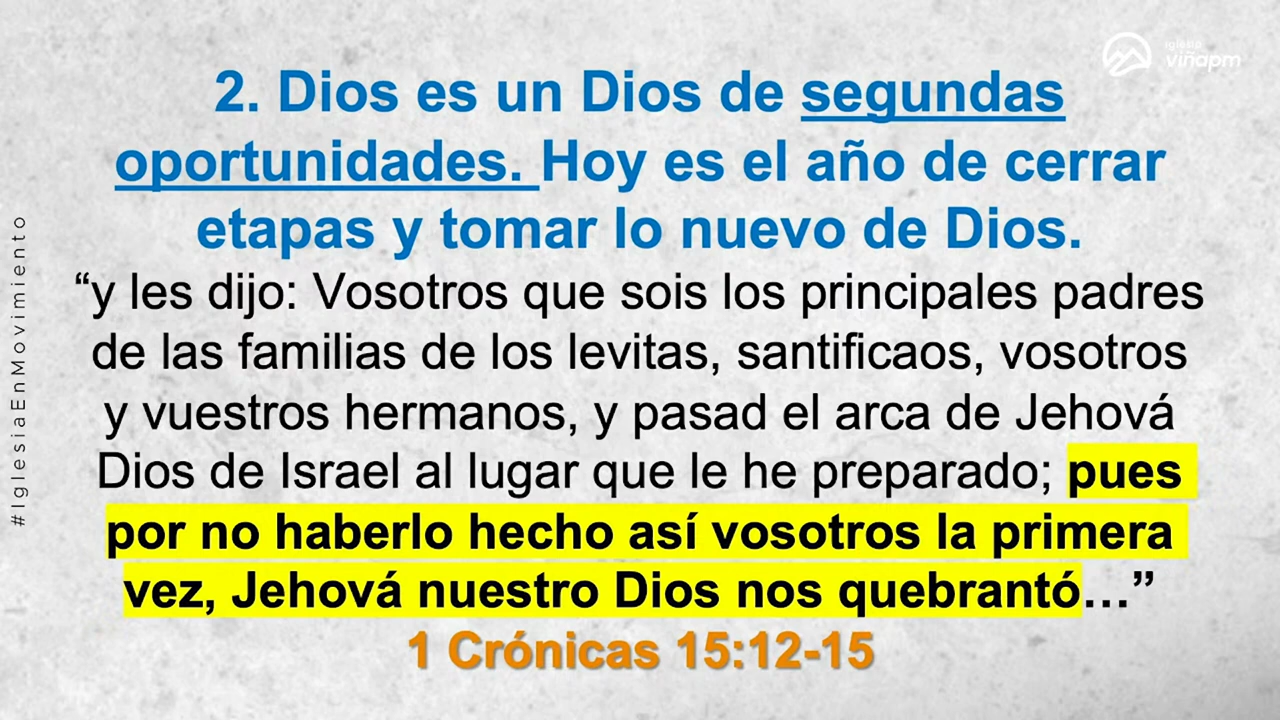 iglesia
viñapm
2. Dios es un Dios de segundas
oportunidades. Hoy es el año de cerrar
etapas y tomar lo nuevo de Dios.
“y les dijo: Vosotros que sois los principales padres
de las familias de los levitas, santificaos, vosotros
y vuestros hermanos, y pasad el arca de Jehová
Dios de Israel al lugar que le he preparado; pues
por no haberlo hecho así vosotros la primera
vez, Jehová nuestro Dios nos quebrantó…”
1 Crónicas 15:12-15
#IglesiaEnMovimiento